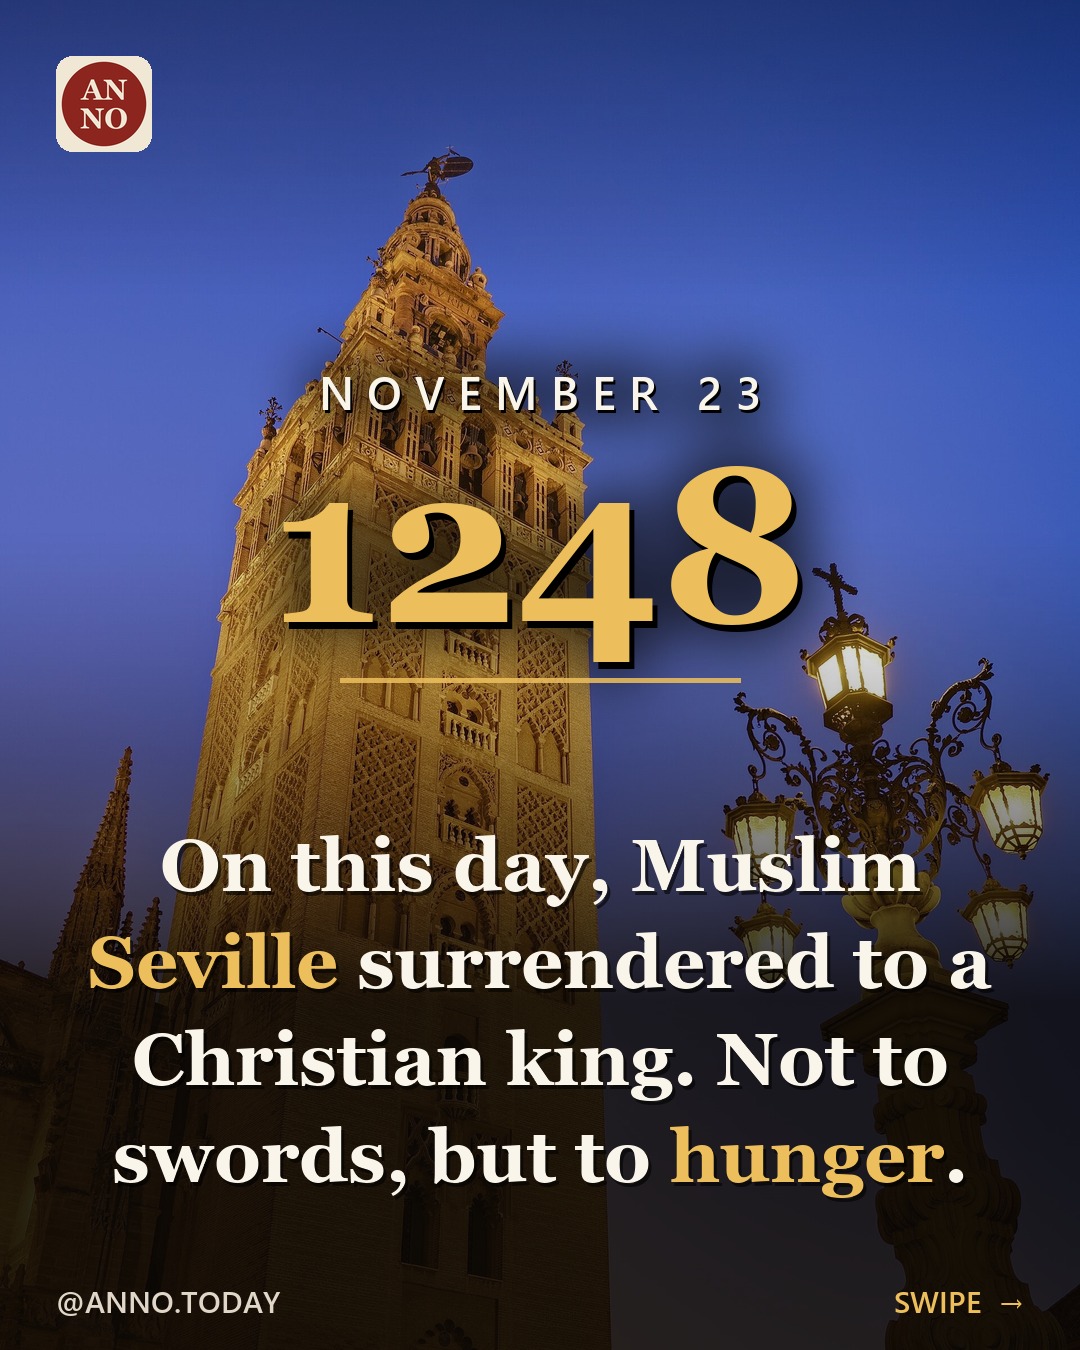 AN
NO
NOVEMBER 23
1248
On this day, Muslim
Seville surrendered to a
Christian king. Not to
swords, but to hunger.
@ANNO.TODAY
SWIPE →